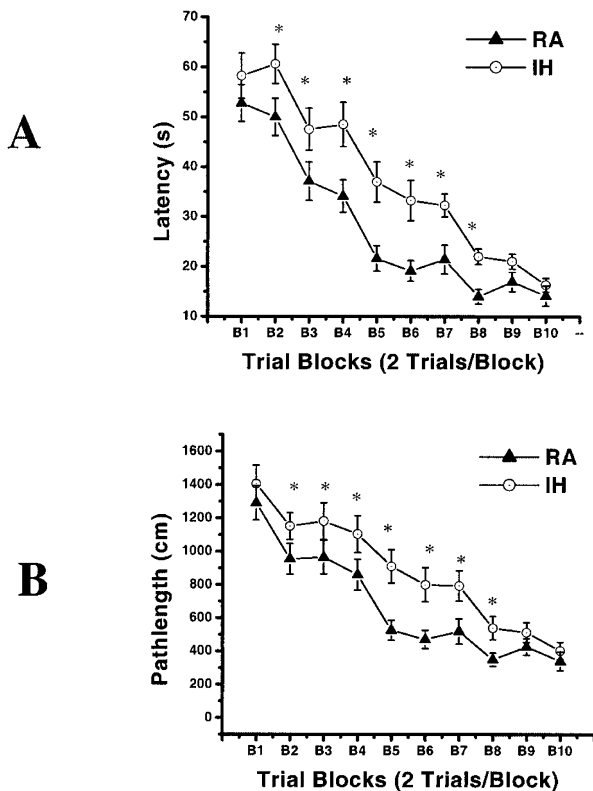 A
70
60
50
40
30
20
10
Latency (s)
* * * * * * *
RA
IH
B1 B2 B3 B4 B5 B6 B7 B8 B9 B10
Trial Blocks (2 Trials/Block)
B
1600
1400
1200
1000
800
600
400
200
0
Pathlength (cm)
* * * * * * *
RA
IH
B1 B2 B3 B4 B5 B6 B7 B8 B9 B10
Trial Blocks (2 Trials/Block)